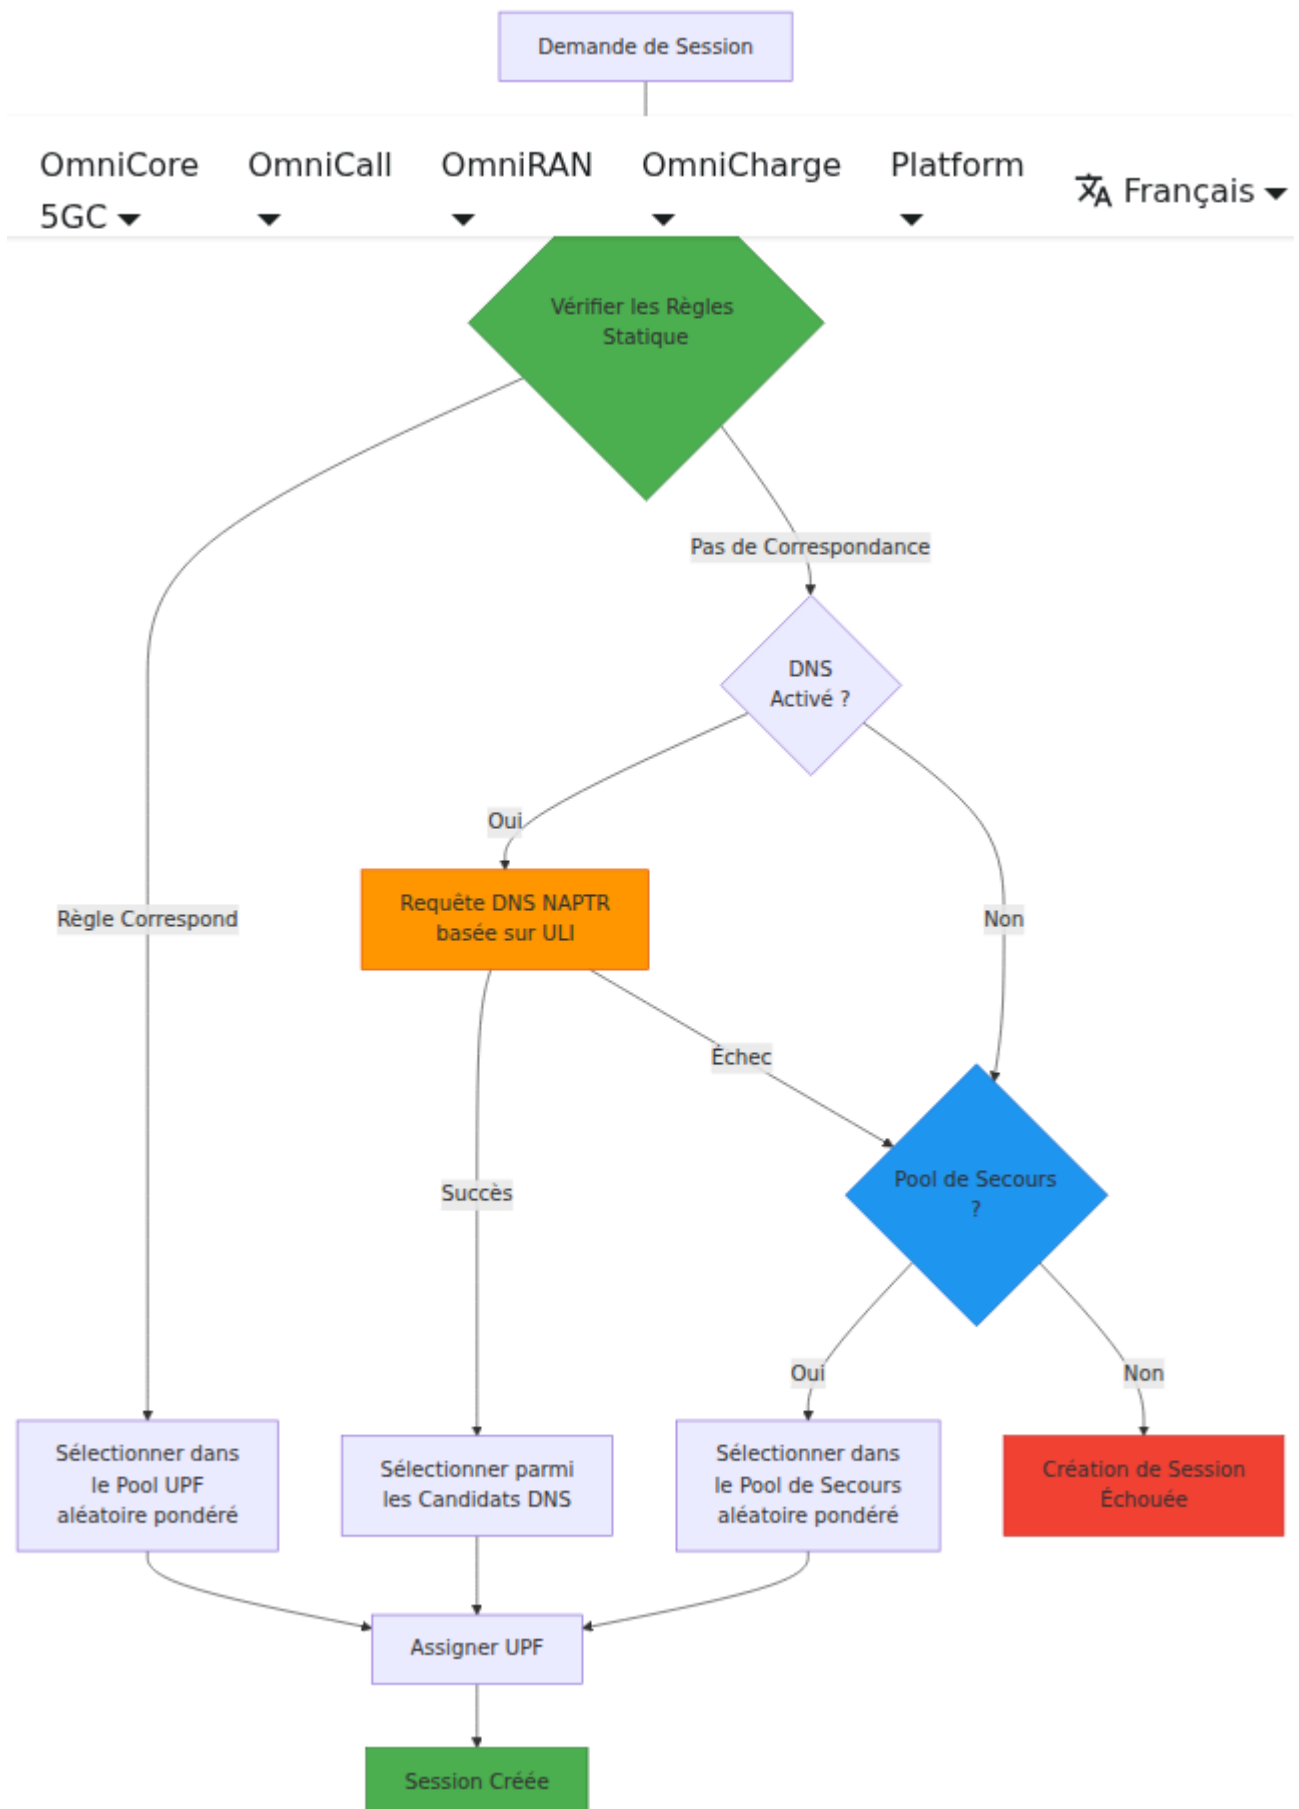 Demande de Session
OmniCore
5GC
OmniCall
OmniRAN
OmniCharge
Platform
Français
Vérifier les Règles
Statique
Pas de Correspondance
DNS
Activé ?
Oui
Requête DNS NAPTR
basée sur ULI
Règle Correspond
Non
Échec
Pool de Secours
?
Succès
Oui
Non
Sélectionner dans
le Pool UPF
aléatoire pondéré
Sélectionner parmi
les Candidats DNS
Sélectionner dans
le Pool de Secours
aléatoire pondéré
Création de Session
Échouée
Assigner UPF
Session Créée